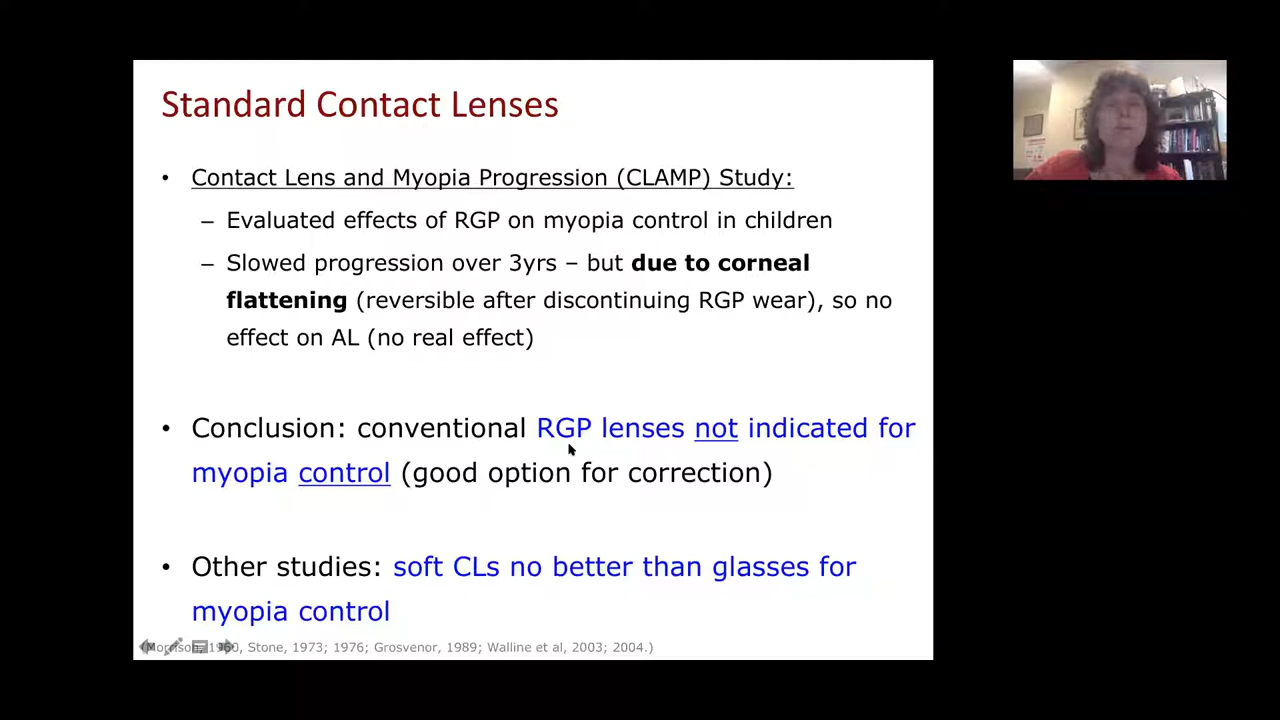 Standard Contact Lenses
• Contact Lens and Myopia Progression (CLAMP) Study:
– Evaluated effects of RGP on myopia control in children
– Slowed progression over 3yrs – but due to corneal
flattening (reversible after discontinuing RGP wear), so no
effect on AL (no real effect)
• Conclusion: conventional RGP lenses not indicated for
myopia control (good option for correction)
• Other studies: soft CLs no better than glasses for
myopia control
Stone, 1973; 1976; Grosvenor, 1989; Walline et al, 2003; 2004.)